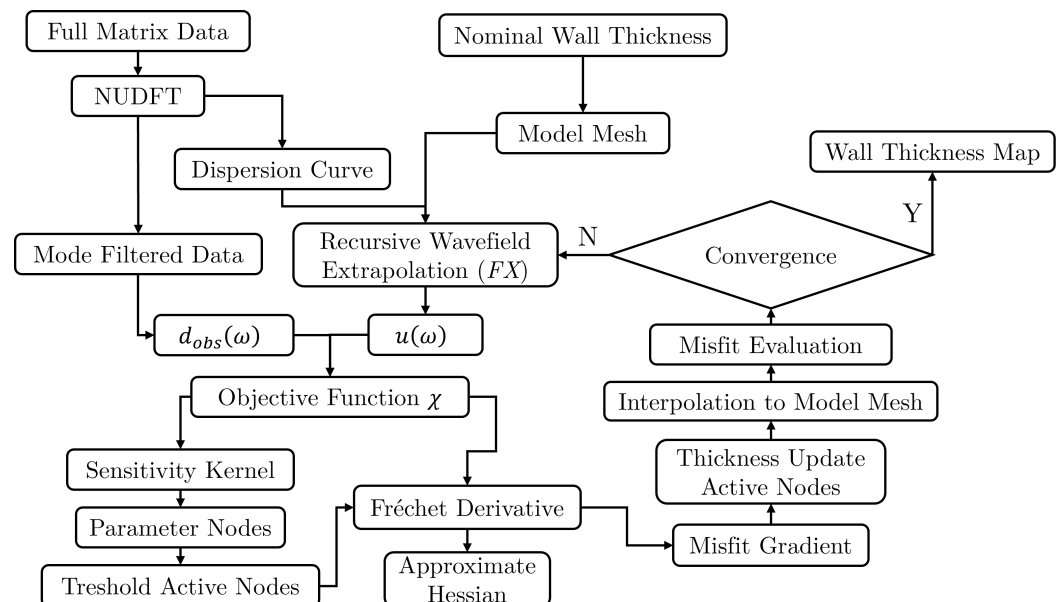 Full Matrix Data
Nominal Wall Thickness
NUDFT
Model Mesh
Dispersion Curve
Wall Thickness Map
Y
N
Mode Filtered Data
Recursive Wavefield
Extrapolation (FX)
Convergence
d_obs(ω)
u(ω)
Misfit Evaluation
Objective Function χ
Interpolation to Model Mesh
Sensitivity Kernel
Thickness Update
Active Nodes
Parameter Nodes
Fréchet Derivative
Misfit Gradient
Treshold Active Nodes
Approximate
Hessian